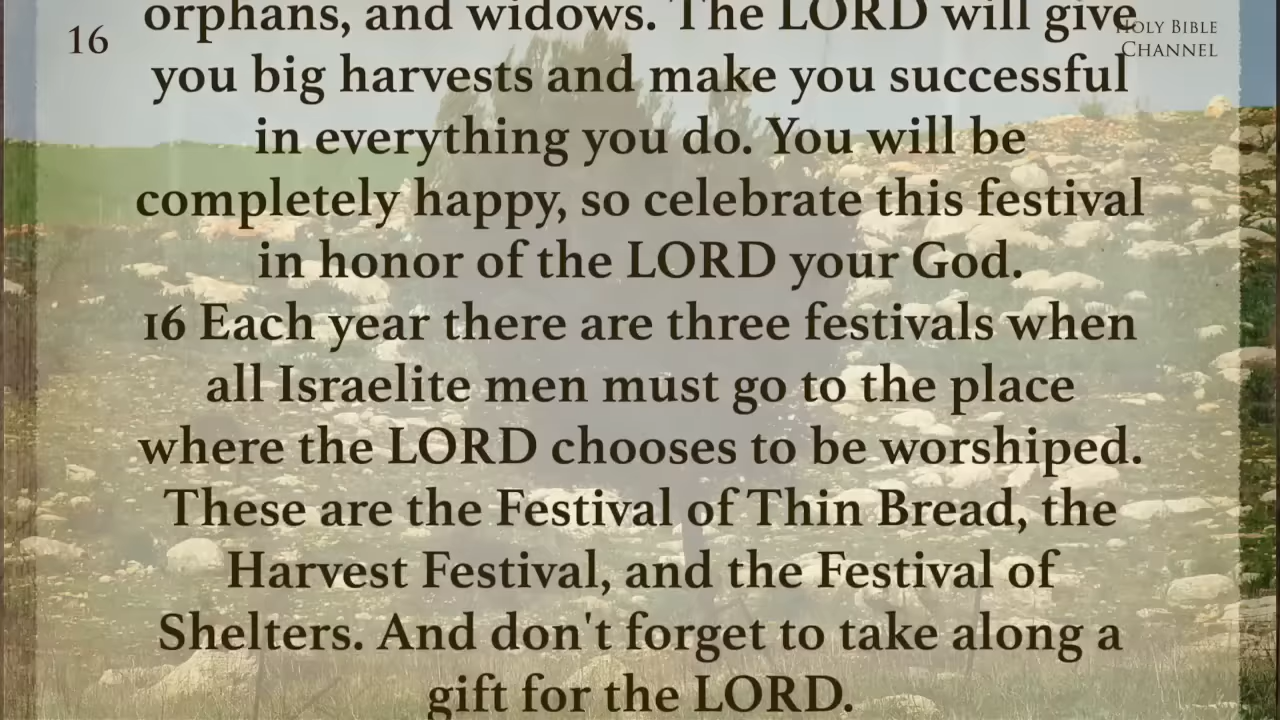 16
HOLY BIBLE
CHANNEL
orphans, and widows. The LORD will give
you big harvests and make you successful
in everything you do. You will be
completely happy, so celebrate this festival
in honor of the LORD your God.
16 Each year there are three festivals when
all Israelite men must go to the place
where the LORD chooses to be worshiped.
These are the Festival of Thin Bread, the
Harvest Festival, and the Festival of
Shelters. And don't forget to take along a
gift for the LORD.